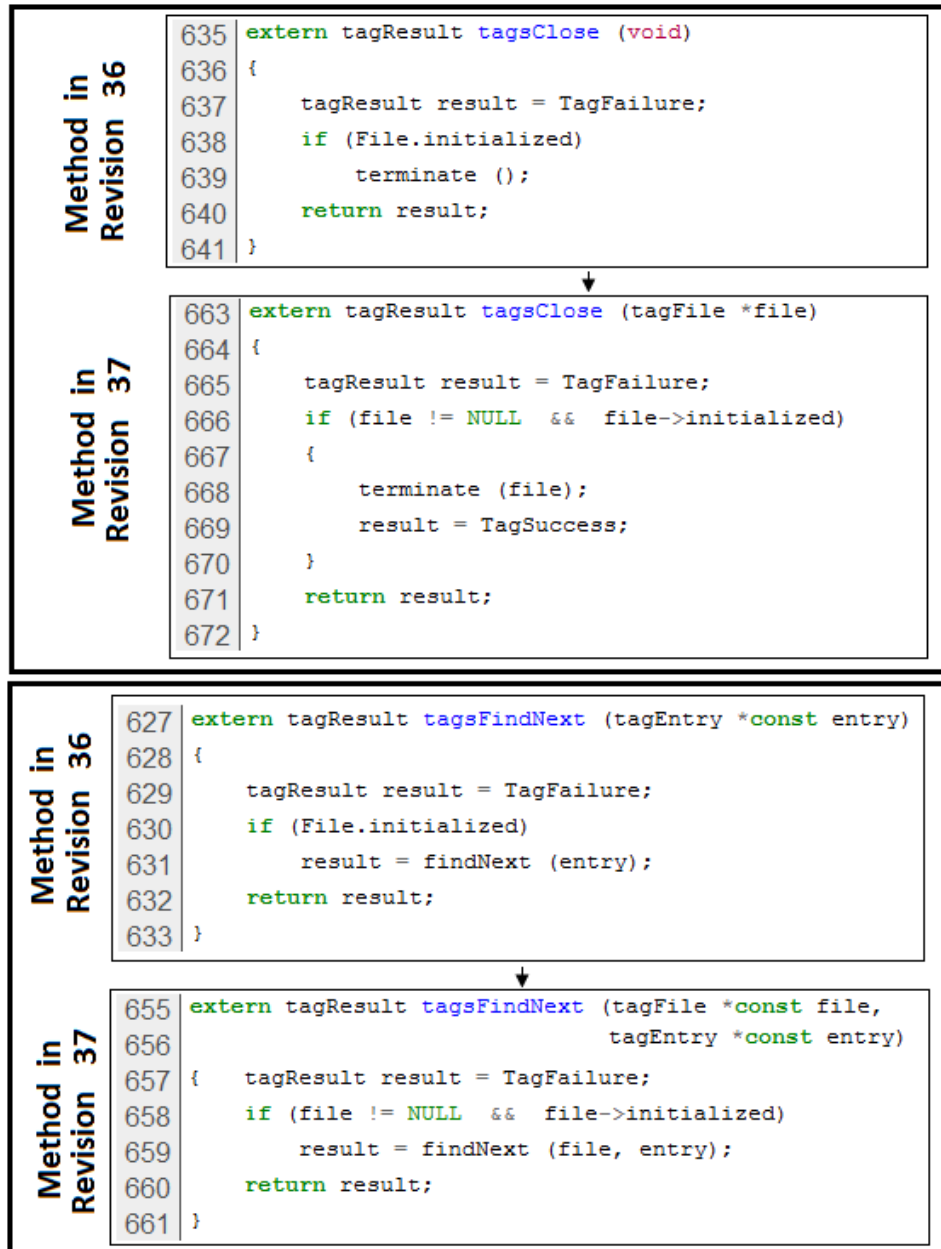 Method in
Revision 36
635 extern tagResult tagsClose (void)
636 {
637     tagResult result = TagFailure;
638     if (File.initialized)
639         terminate ();
640     return result;
641 }
Method in
Revision 37
663 extern tagResult tagsClose (tagFile *file)
664 {
665     tagResult result = TagFailure;
666     if (file != NULL  &&  file->initialized)
667     {
668         terminate (file);
669         result = TagSuccess;
670     }
671     return result;
672 }
Method in
Revision 36
627 extern tagResult tagsFindNext (tagEntry *const entry)
628 {
629     tagResult result = TagFailure;
630     if (File.initialized)
631         result = findNext (entry);
632     return result;
633 }
Method in
Revision 37
655 extern tagResult tagsFindNext (tagFile *const file,
656                                tagEntry *const entry)
657 {   tagResult result = TagFailure;
658     if (file != NULL  &&  file->initialized)
659         result = findNext (file, entry);
660     return result;
661 }